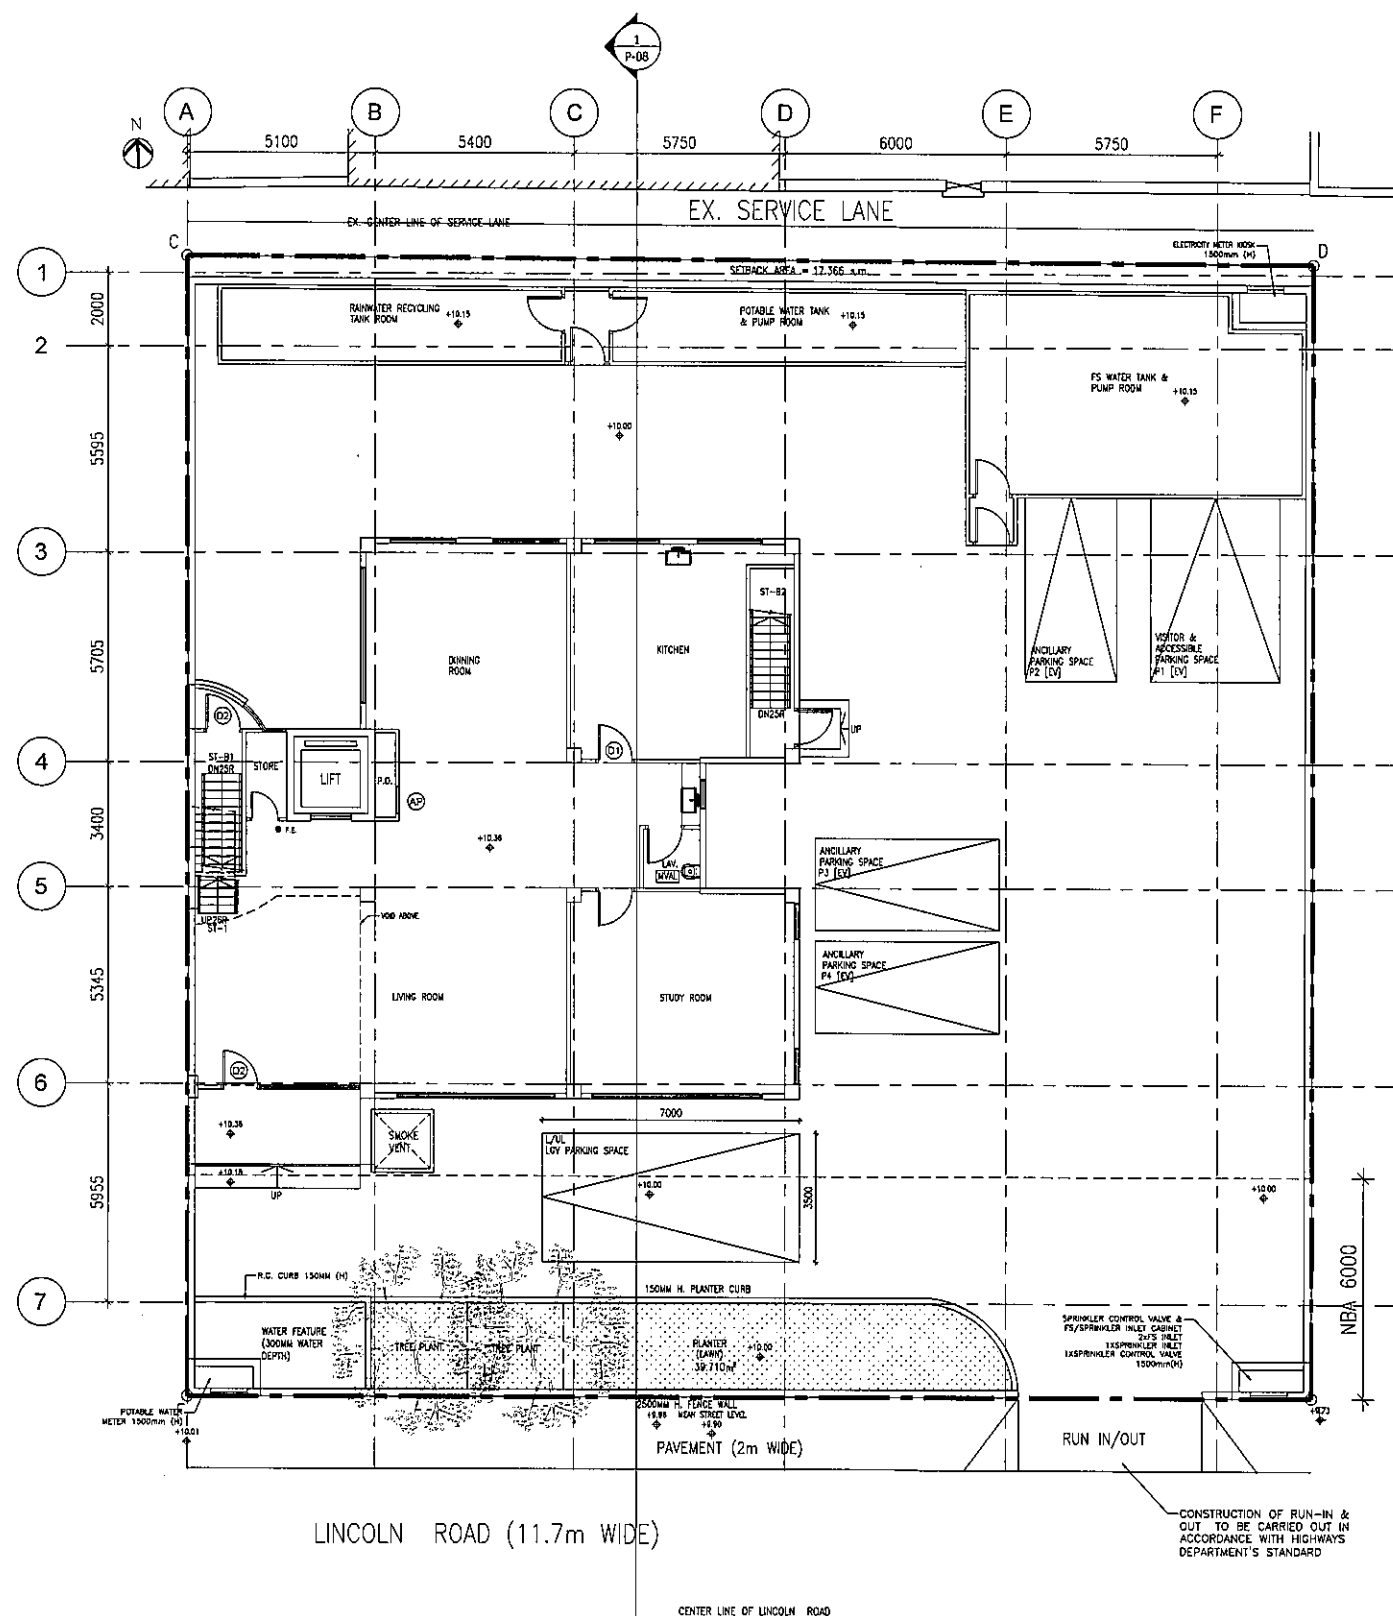 1
P-08
A
B
C
D
E
F
N
5100
5400
5750
6000
5750
EX. SERVICE LANE
EX. CENTER LINE OF SERVICE LANE
C
D
ELECTRICITY METER KIOSK
1500mm (H)
1
SETBACK AREA = 17.366 s.m.
2000
RAINWATER RECYCLING
TANK ROOM
+10.15
POTABLE WATER TANK
& PUMP ROOM
+10.15
2
FS WATER TANK &
PUMP ROOM
+10.15
+10.00
5595
3
ST-B2
5705
DINNING
ROOM
KITCHEN
ANCILLARY
PARKING SPACE
P2 [EV]
VISITOR &
ACCESSIBLE
PARKING SPACE
P1 [EV]
D2
DN25R
UP
D1
ST-B1
DN25R
STORE
LIFT
P.D.
4
AP
3400
F.E.
+10.36
ANCILLARY
PARKING SPACE
P3 [EV]
LAV.
MVAL
5
UP26R
ST-1
VOID ABOVE
ANCILLARY
PARKING SPACE
P4 [EV]
5345
LIVING ROOM
STUDY ROOM
D2
6
7000
+10.36
SMOKE
VENT
L/UL
LGV PARKING SPACE
+10.18
UP
+10.00
3500
+10.00
5955
NBA 6000
R.C. CURB 150MM (H)
150MM H. PLANTER CURB
7
WATER FEATURE
(300MM WATER
DEPTH)
TREE PLANT
TREE PLANT
PLANTER
(LAWN)
39.710m²
+10.00
SPRINKLER CONTROL VALVE &
FS/SPRINKLER INLET CABINET
2xFS INLET
1XSPRINKLER INLET
1XSPRINKLER CONTROL VALVE
1500mm(H)
POTABLE WATER
METER 1500mm (H)
+10.01
2500MM H. FENCE WALL
+9.98
MEAN STREET LEVEL
+9.90
+9.73
PAVEMENT (2m WIDE)
RUN IN/OUT
LINCOLN ROAD (11.7m WIDE)
CONSTRUCTION OF RUN-IN &
OUT TO BE CARRIED OUT IN
ACCORDANCE WITH HIGHWAYS
DEPARTMENT'S STANDARD
CENTER LINE OF LINCOLN ROAD